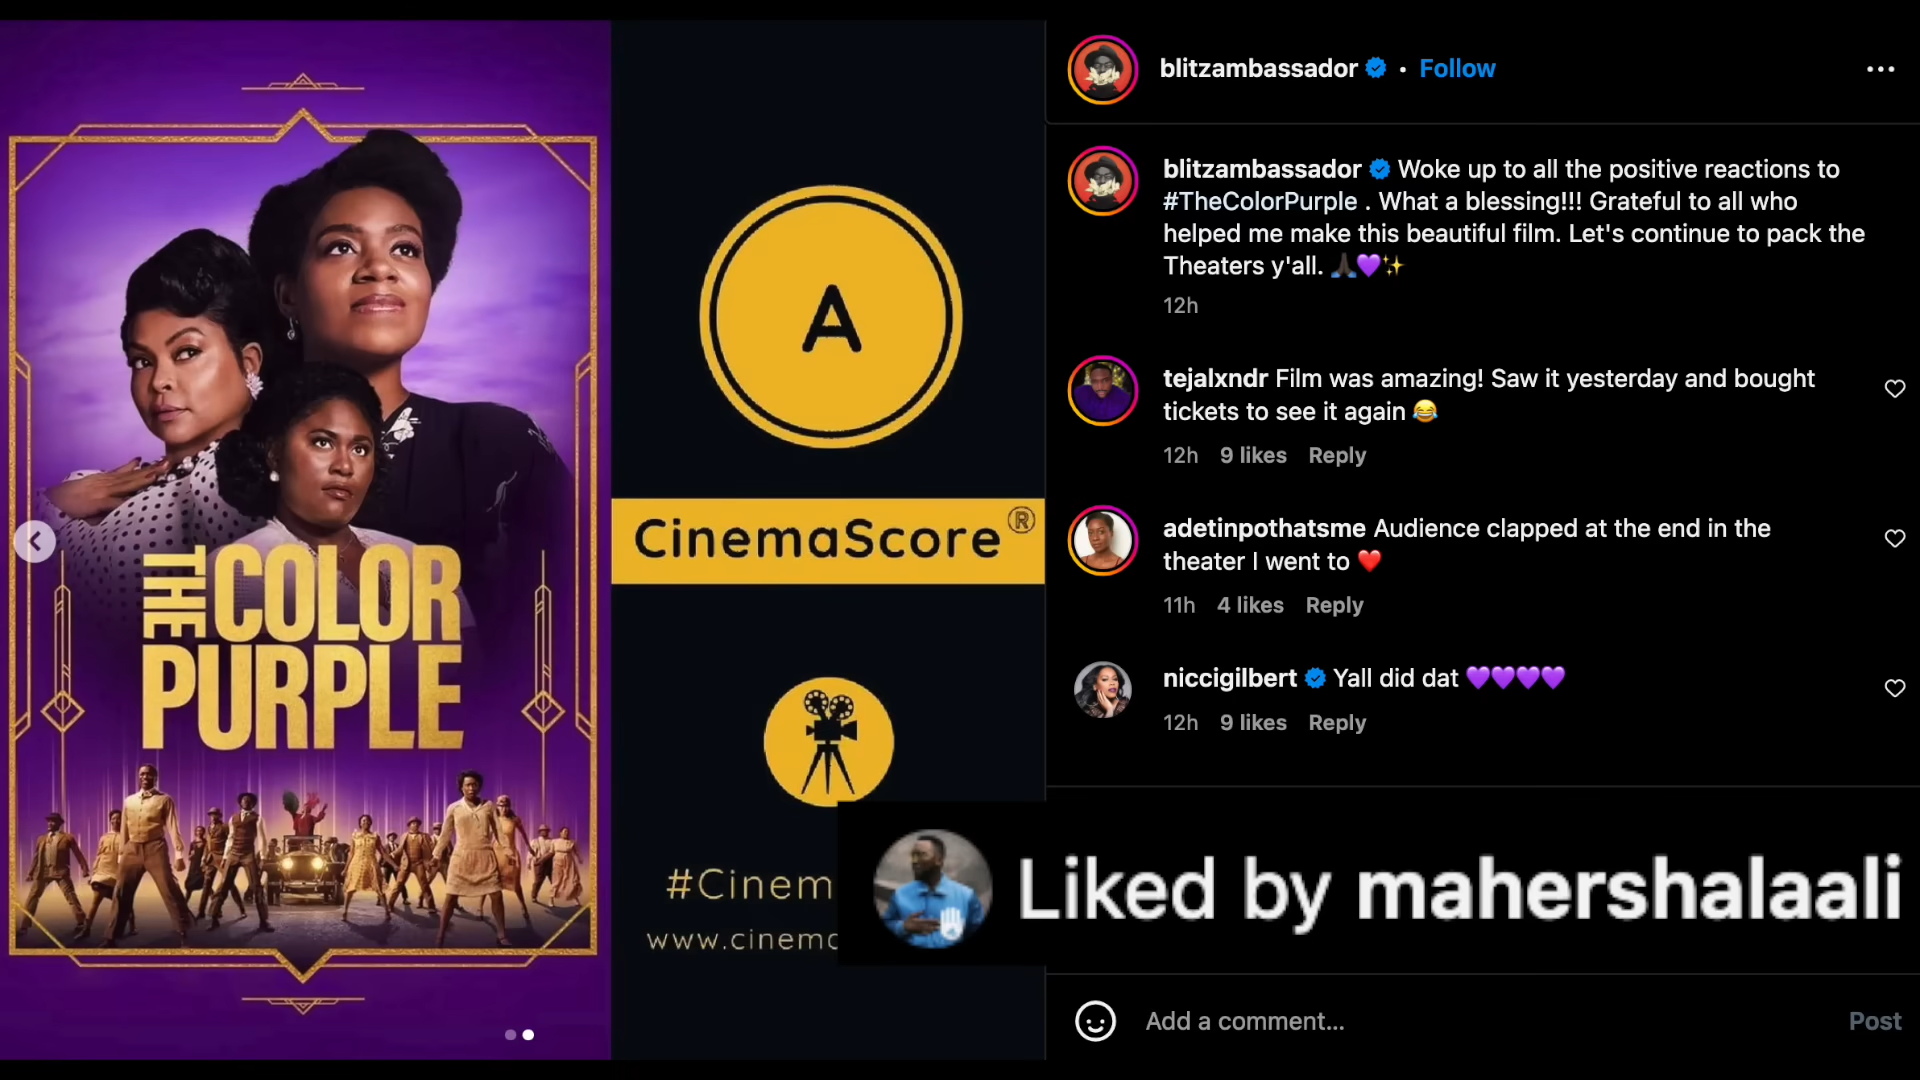 THE COLOR
PURPLE
A
CinemaScore®
#Cinem
www.cinema
blitzambassador • Follow
blitzambassador Woke up to all the positive reactions to
#TheColorPurple . What a blessing!!! Grateful to all who
helped me make this beautiful film. Let's continue to pack the
Theaters y'all. 🙏🏿💜✨
12h
tejalxndr Film was amazing! Saw it yesterday and bought
tickets to see it again 😂
12h 9 likes Reply
adetinpothatsme Audience clapped at the end in the
theater I went to ❤️
11h 4 likes Reply
niccigilbert Yall did dat 💜💜💜💜
12h 9 likes Reply
Liked by mahershalaali
Add a comment...
Post